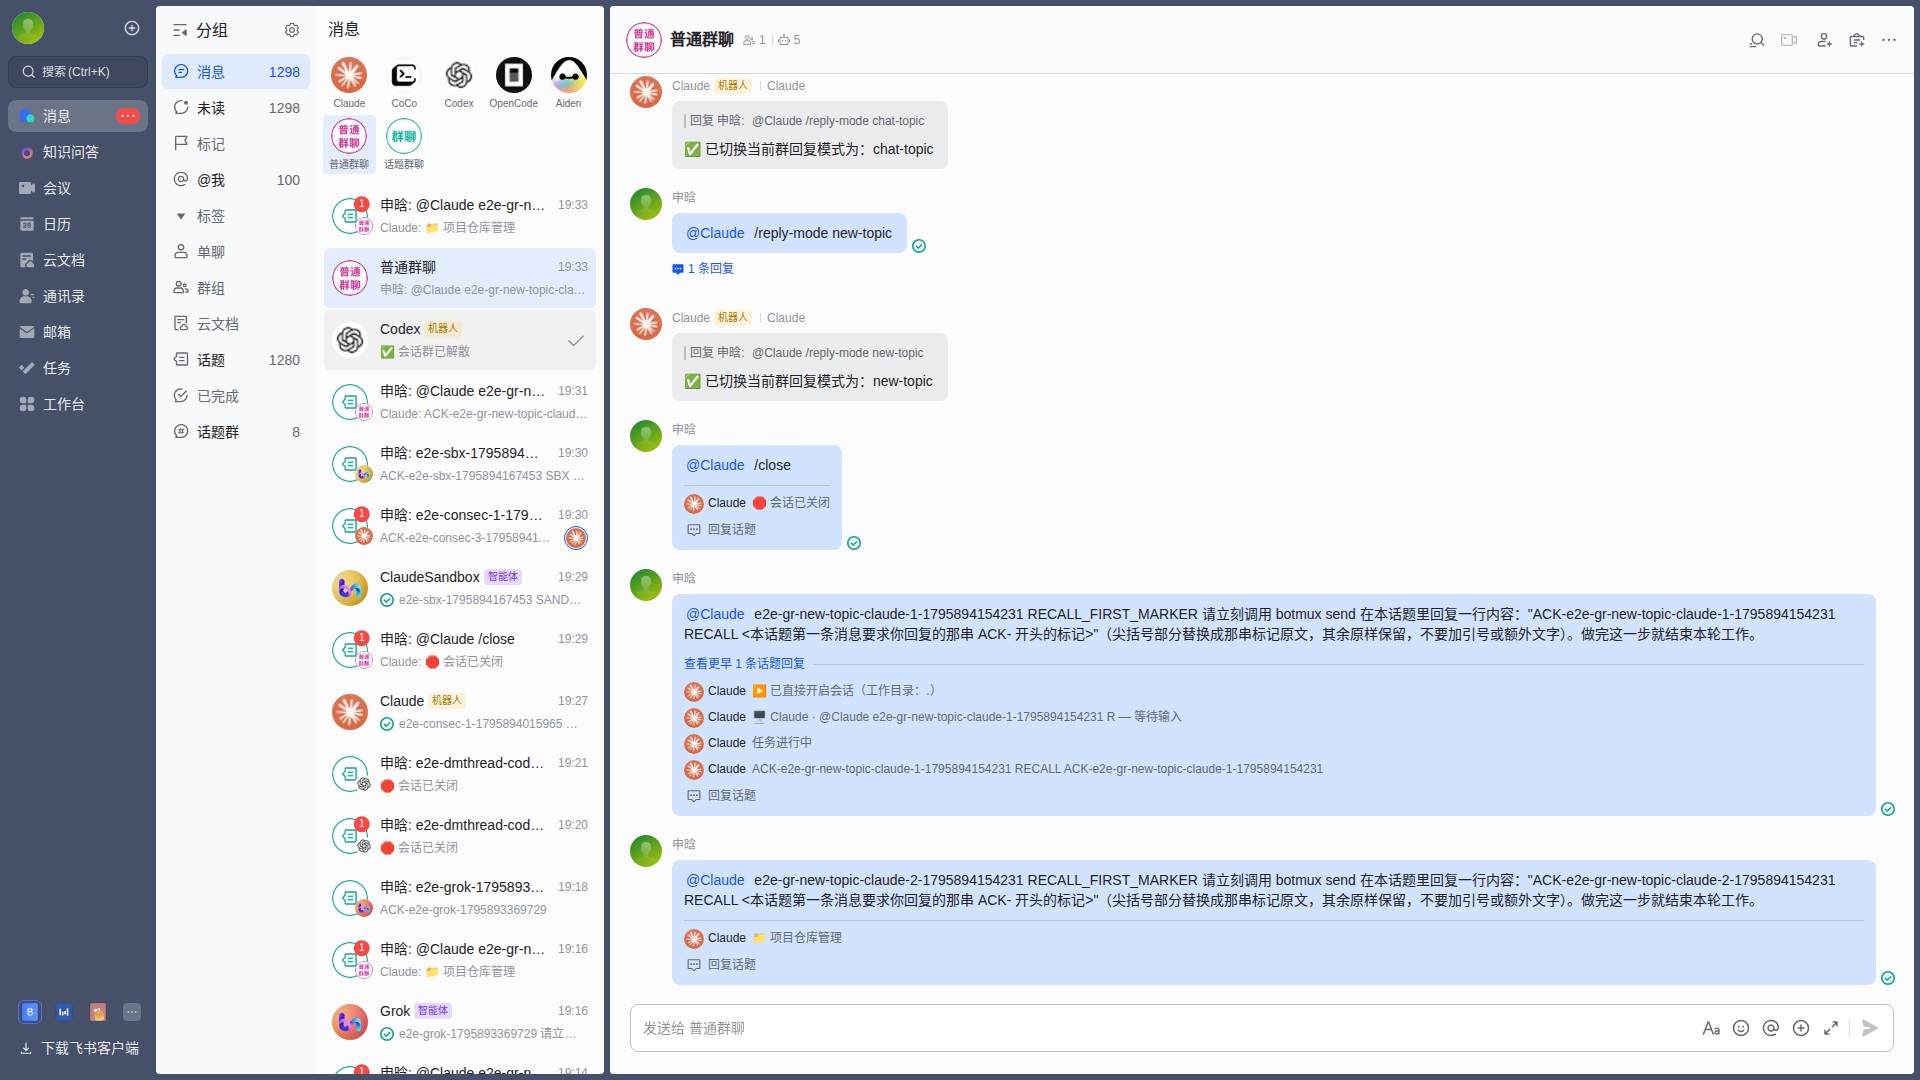 搜索 (Ctrl+K)
消息
知识问答
会议
日历
云文档
通讯录
邮箱
任务
工作台
下载飞书客户端
分组
消息 1298
未读 1298
标记
@我 100
标签
单聊
群组
云文档
话题 1280
已完成
话题群 8
消息
Claude
CoCo
Codex
OpenCode
Aiden
普通群聊
普通群聊
群聊
话题群聊
申晗: @Claude e2e-gr-n... 19:33
Claude: 📁 项目仓库管理
普通群聊 19:33
申晗: @Claude e2e-gr-new-topic-cla...
Codex 机器人
✅ 会话群已解散
申晗: @Claude e2e-gr-n... 19:31
Claude: ACK-e2e-gr-new-topic-claud...
申晗: e2e-sbx-1795894... 19:30
ACK-e2e-sbx-1795894167453 SBX ...
申晗: e2e-consec-1-179... 19:30
ACK-e2e-consec-3-17958941...
ClaudeSandbox 智能体 19:29
e2e-sbx-1795894167453 SAND...
申晗: @Claude /close 19:29
Claude: 🛑 会话已关闭
Claude 机器人 19:27
e2e-consec-1-1795894015965 ...
申晗: e2e-dmthread-cod... 19:21
🛑 会话已关闭
申晗: e2e-dmthread-cod... 19:20
🛑 会话已关闭
申晗: e2e-grok-1795893... 19:18
ACK-e2e-grok-1795893369729
申晗: @Claude e2e-gr-n... 19:16
Claude: 📁 项目仓库管理
Grok 智能体 19:16
e2e-grok-1795893369729 请立...
申晗: @Claude e2e-gr-n... 19:14
普通群聊
普通群聊 1 5
Claude 机器人 | Claude
回复 申晗: @Claude /reply-mode chat-topic
✅ 已切换当前群回复模式为：chat-topic
申晗
@Claude /reply-mode new-topic
1 条回复
Claude 机器人 | Claude
回复 申晗: @Claude /reply-mode new-topic
✅ 已切换当前群回复模式为：new-topic
申晗
@Claude /close
Claude 🛑 会话已关闭
回复话题
申晗
@Claude e2e-gr-new-topic-claude-1-1795894154231 RECALL_FIRST_MARKER 请立刻调用 botmux send 在本话题里回复一行内容："ACK-e2e-gr-new-topic-claude-1-1795894154231
RECALL <本话题第一条消息要求你回复的那串 ACK- 开头的标记>"（尖括号部分替换成那串标记原文，其余原样保留，不要加引号或额外文字）。做完这一步就结束本轮工作。
查看更早 1 条话题回复
Claude ▶️ 已直接开启会话（工作目录：.）
Claude 🖥️ Claude · @Claude e2e-gr-new-topic-claude-1-1795894154231 R — 等待输入
Claude 任务进行中
Claude ACK-e2e-gr-new-topic-claude-1-1795894154231 RECALL ACK-e2e-gr-new-topic-claude-1-1795894154231
回复话题
申晗
@Claude e2e-gr-new-topic-claude-2-1795894154231 RECALL_FIRST_MARKER 请立刻调用 botmux send 在本话题里回复一行内容："ACK-e2e-gr-new-topic-claude-2-1795894154231
RECALL <本话题第一条消息要求你回复的那串 ACK- 开头的标记>"（尖括号部分替换成那串标记原文，其余原样保留，不要加引号或额外文字）。做完这一步就结束本轮工作。
Claude 📁 项目仓库管理
回复话题
发送给 普通群聊